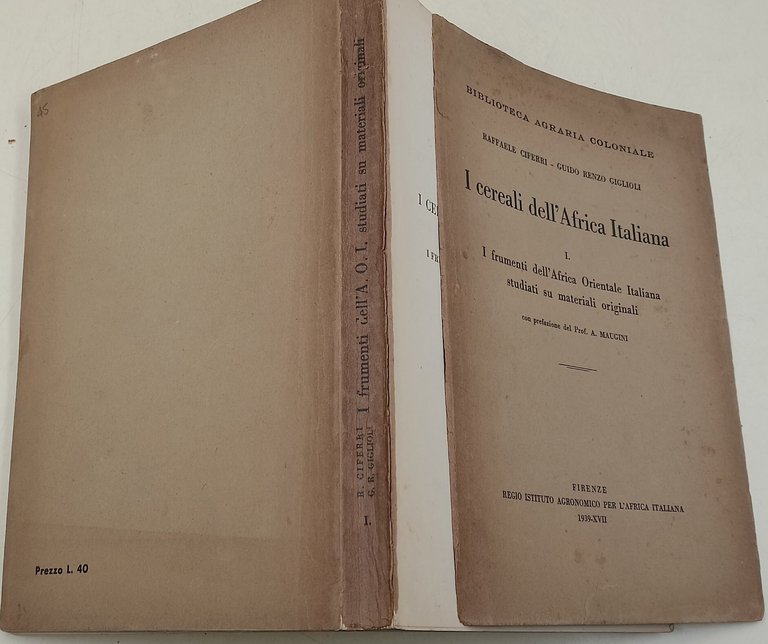 45
Prezzo L. 40
R. CIFERRI
G. R. GIGLIOLI
I frumenti dell'A. O. I. studiati su materiali originali
I.
I CE
I FR
BIBLIOTECA AGRARIA COLONIALE
RAFFAELE CIFERRI - GUIDO RENZO GIGLIOLI
I cereali dell'Africa Italiana
I.
I frumenti dell'Africa Orientale Italiana
studiati su materiali originali
con prefazione del Prof. A. MAUGINI
FIRENZE
REGIO ISTITUTO AGRONOMICO PER L'AFRICA ITALIANA
1939-XVII